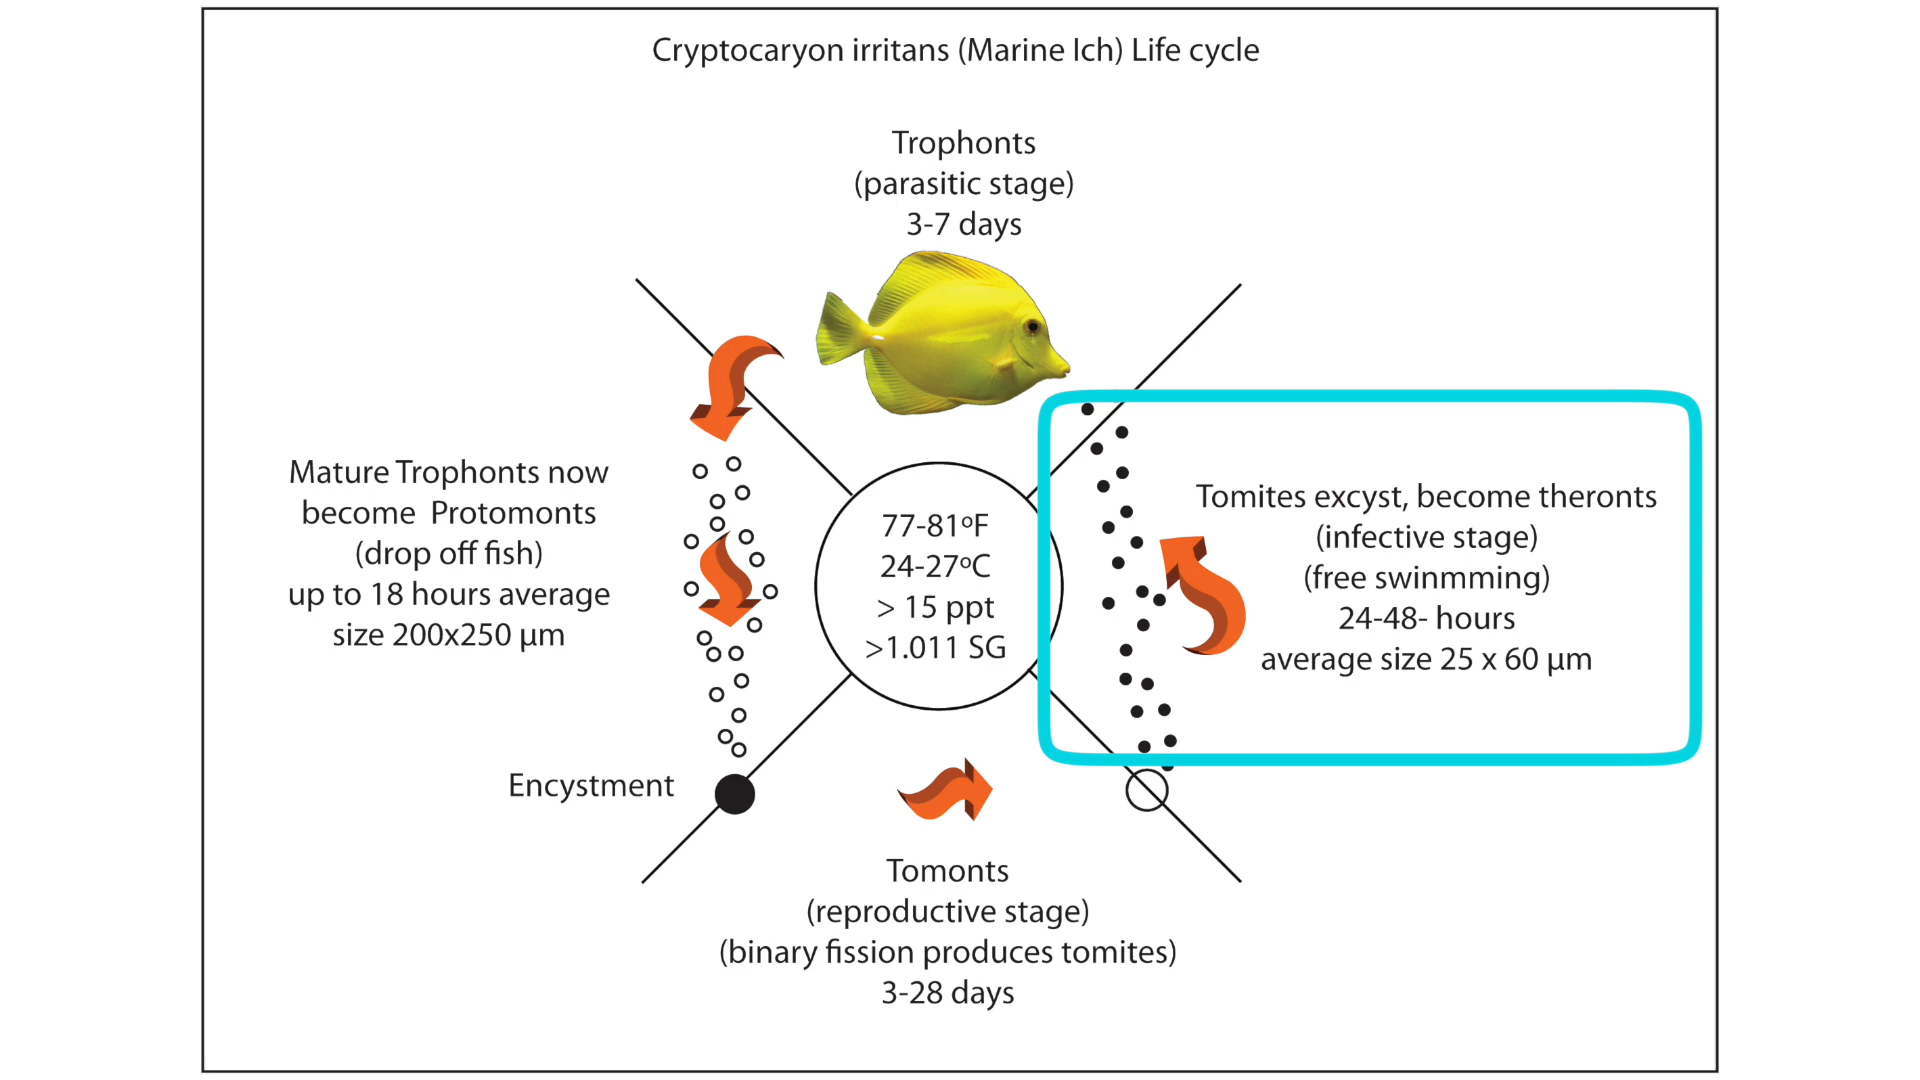 Cryptocaryon irritans (Marine Ich) Life cycle
Trophonts
(parasitic stage)
3-7 days
Mature Trophonts now
become Protomonts
(drop off fish)
up to 18 hours average
size 200x250 µm
77-81ºF
24-27ºC
> 15 ppt
>1.011 SG
Tomites excyst, become theronts
(infective stage)
(free swinmming)
24-48- hours
average size 25 x 60 µm
Encystment
Tomonts
(reproductive stage)
(binary fission produces tomites)
3-28 days